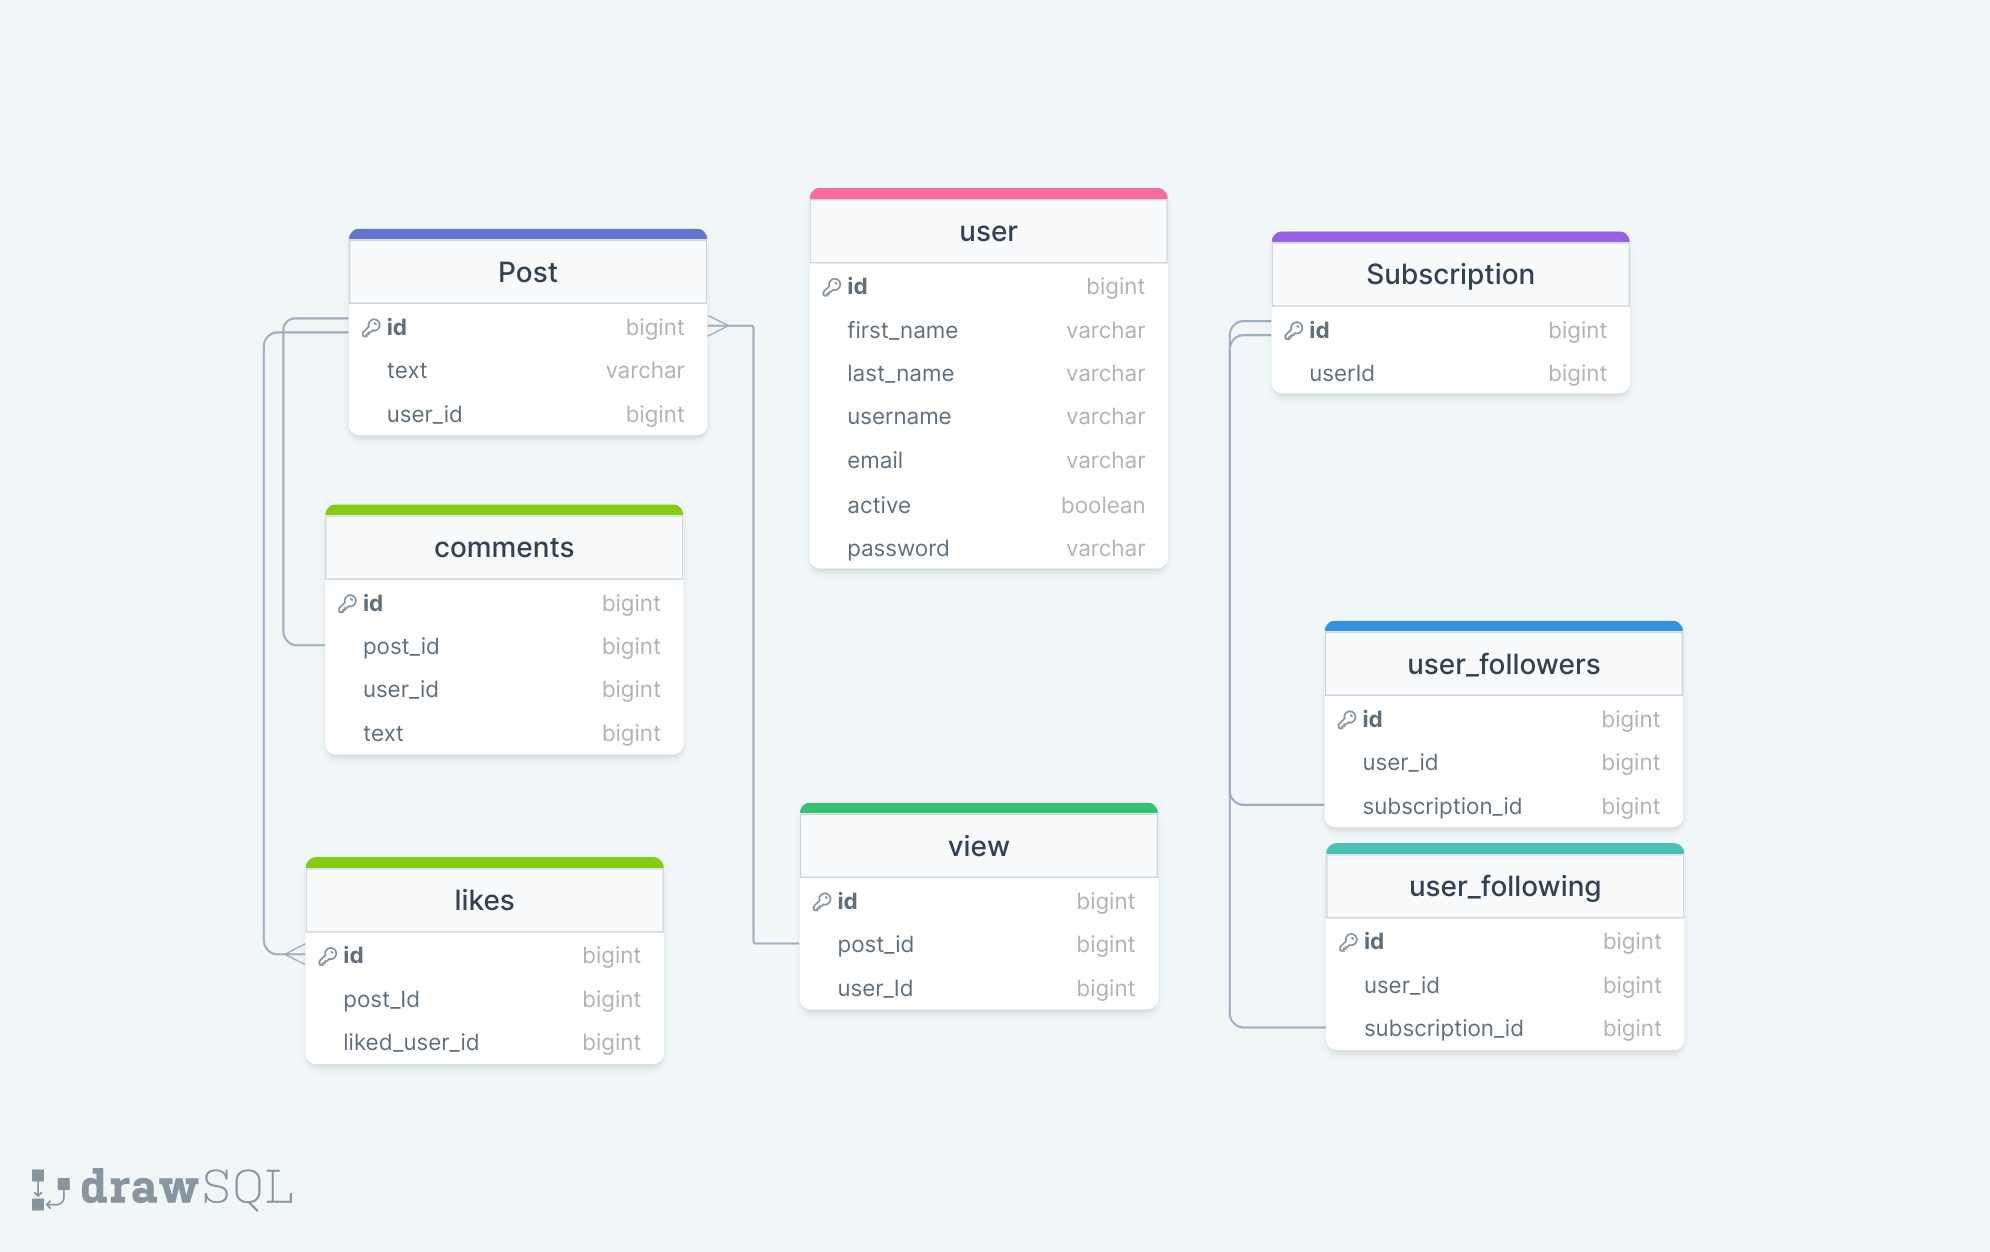 Post
id bigint
text varchar
user_id bigint
comments
id bigint
post_id bigint
user_id bigint
text bigint
likes
id bigint
post_Id bigint
liked_user_id bigint
user
id bigint
first_name varchar
last_name varchar
username varchar
email varchar
active boolean
password varchar
view
id bigint
post_id bigint
user_Id bigint
Subscription
id bigint
userId bigint
user_followers
id bigint
user_id bigint
subscription_id bigint
user_following
id bigint
user_id bigint
subscription_id bigint
drawSQL